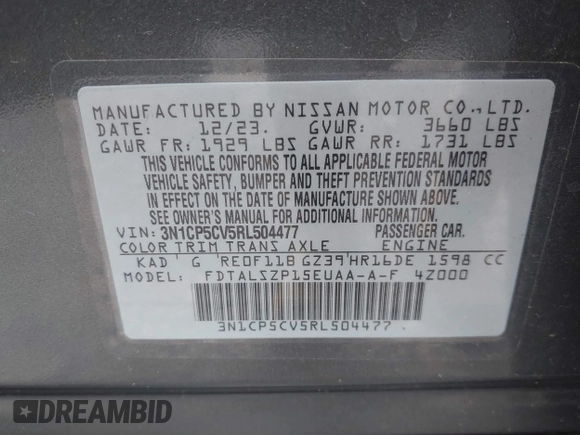 MANUFACTURED BY NISSAN MOTOR CO.,LTD.
DATE: 12/23. GVWR: 3660 LBS
GAWR FR: 1929 LBS GAWR RR: 1731 LBS
THIS VEHICLE CONFORMS TO ALL APPLICABLE FEDERAL MOTOR
VEHICLE SAFETY, BUMPER AND THEFT PREVENTION STANDARDS
IN EFFECT ON THE DATE OF MANUFACTURE SHOWN ABOVE.
SEE OWNER'S MANUAL FOR ADDITIONAL INFORMATION.
VIN: 3N1CP5CV5RL504477 PASSENGER CAR.
COLOR TRIM TRANS AXLE ENGINE
KAD G RE0F11B GZ39 HR16DE 1598 CC
FDTALSZP15EUAA-A-F 4Z000
3N1CP5CV5RL504477
DREAMBID